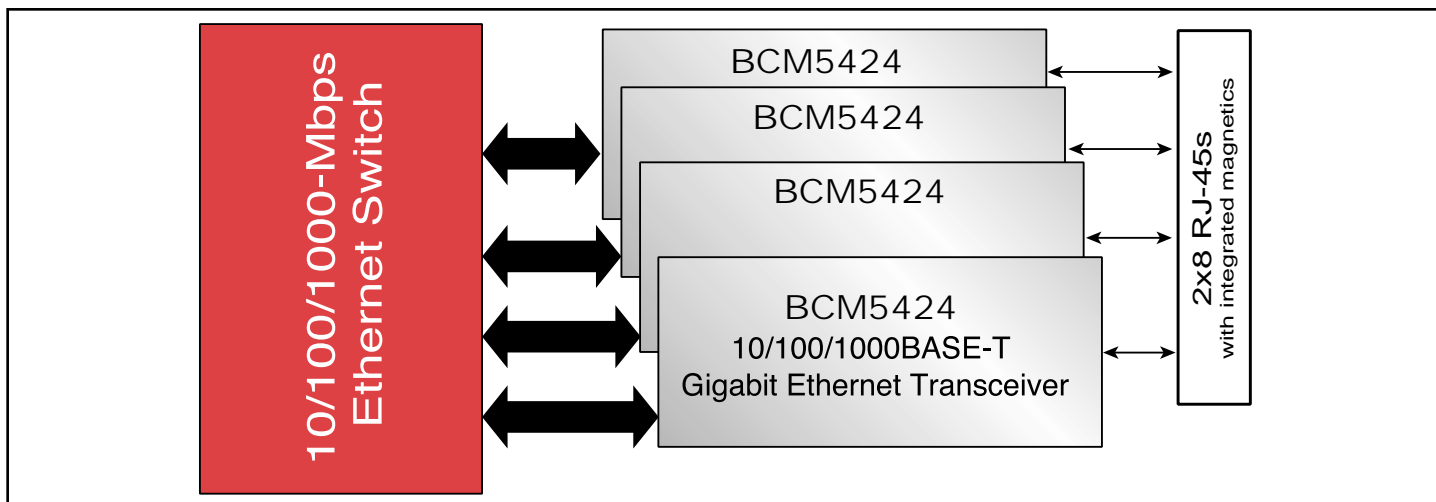 10/100/1000-Mbps
Ethernet Switch
BCM5424
BCM5424
BCM5424
BCM5424
10/100/1000BASE-T
Gigabit Ethernet Transceiver
2x8 RJ-45s
with integrated magnetics